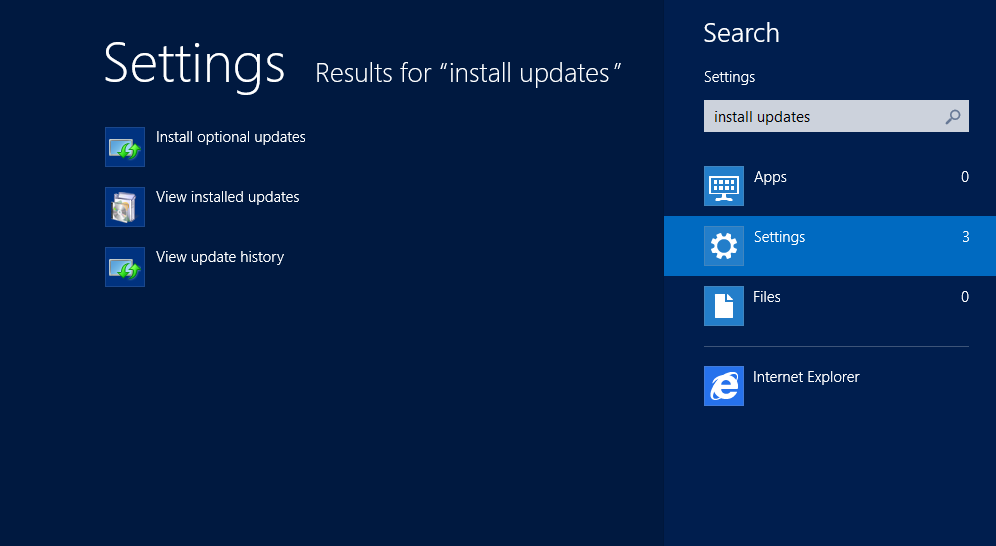 Settings Results for “install updates”
Install optional updates
View installed updates
View update history
Search
Settings
install updates
Apps 0
Settings 3
Files 0
Internet Explorer